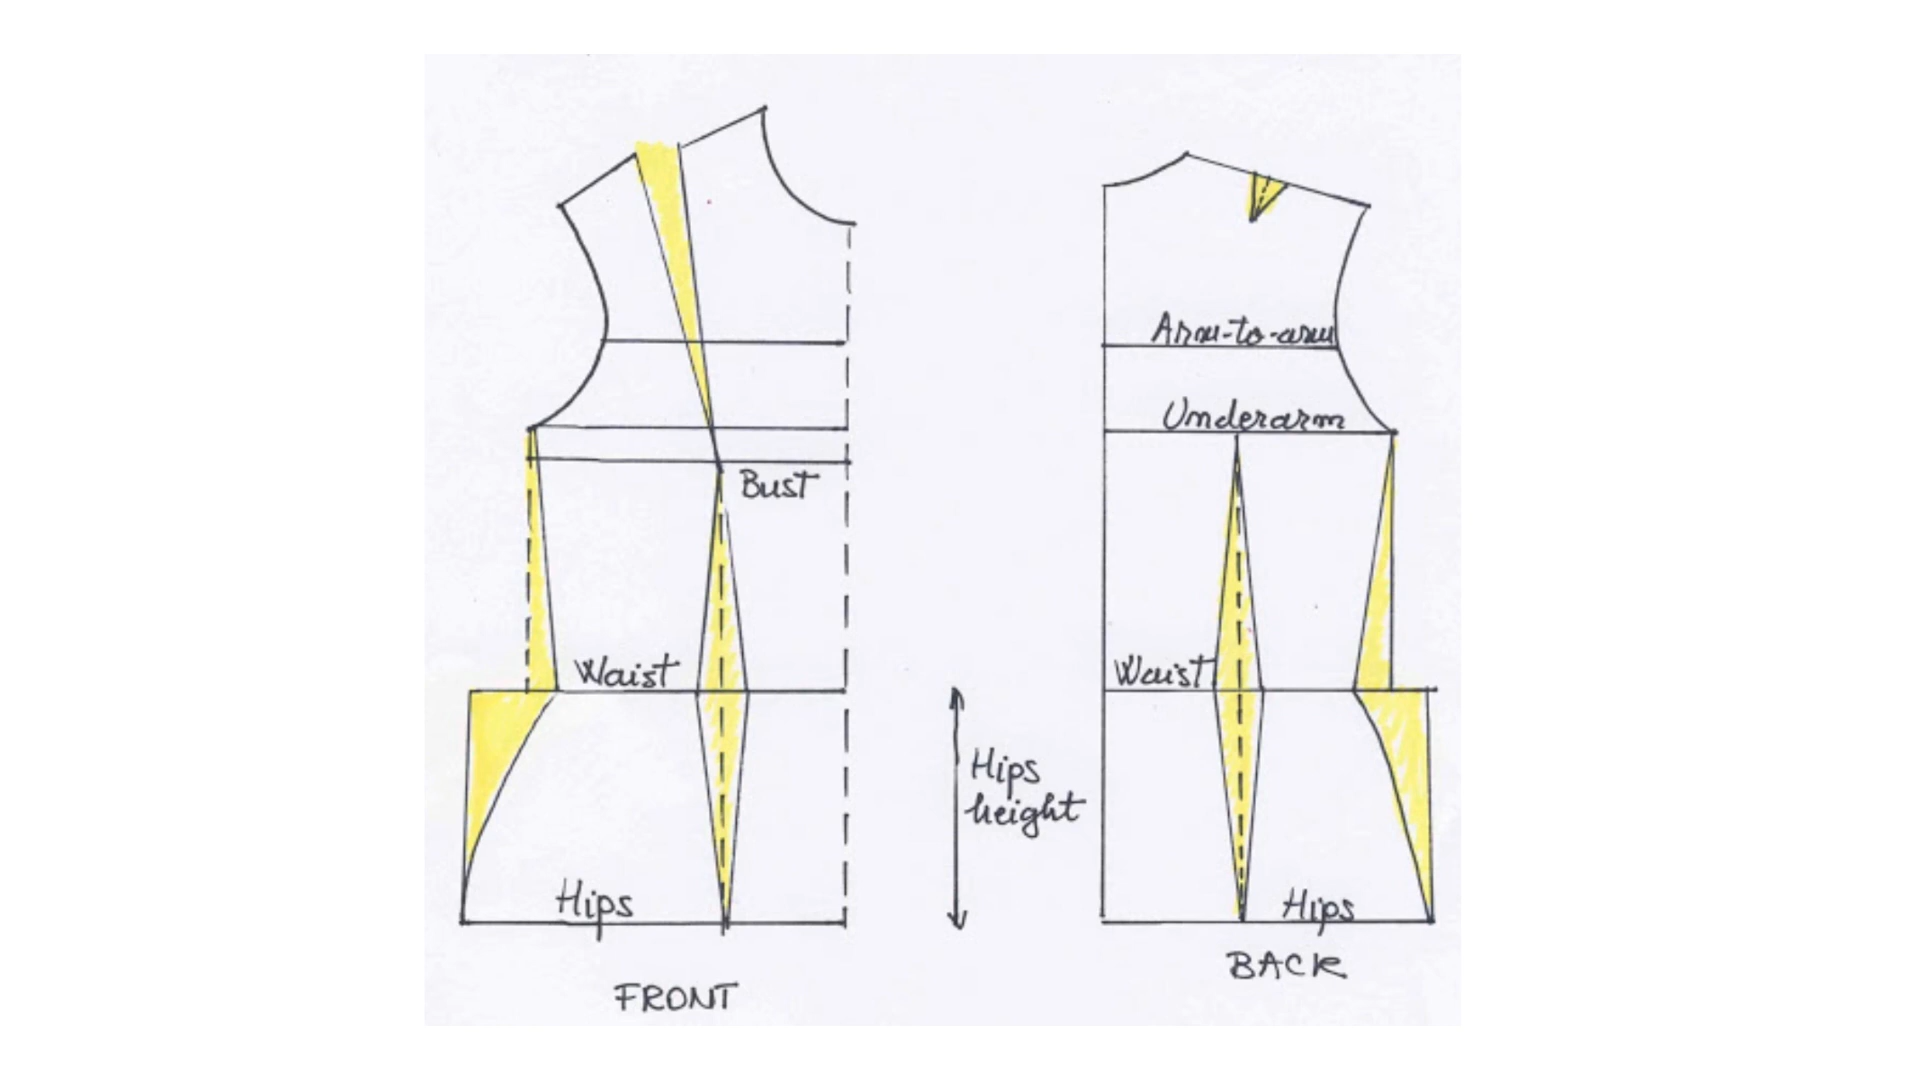 Arm-to-arm
Underarm
Bust
Waist
Waist
Hips
height
Hips
Hips
FRONT
BACK